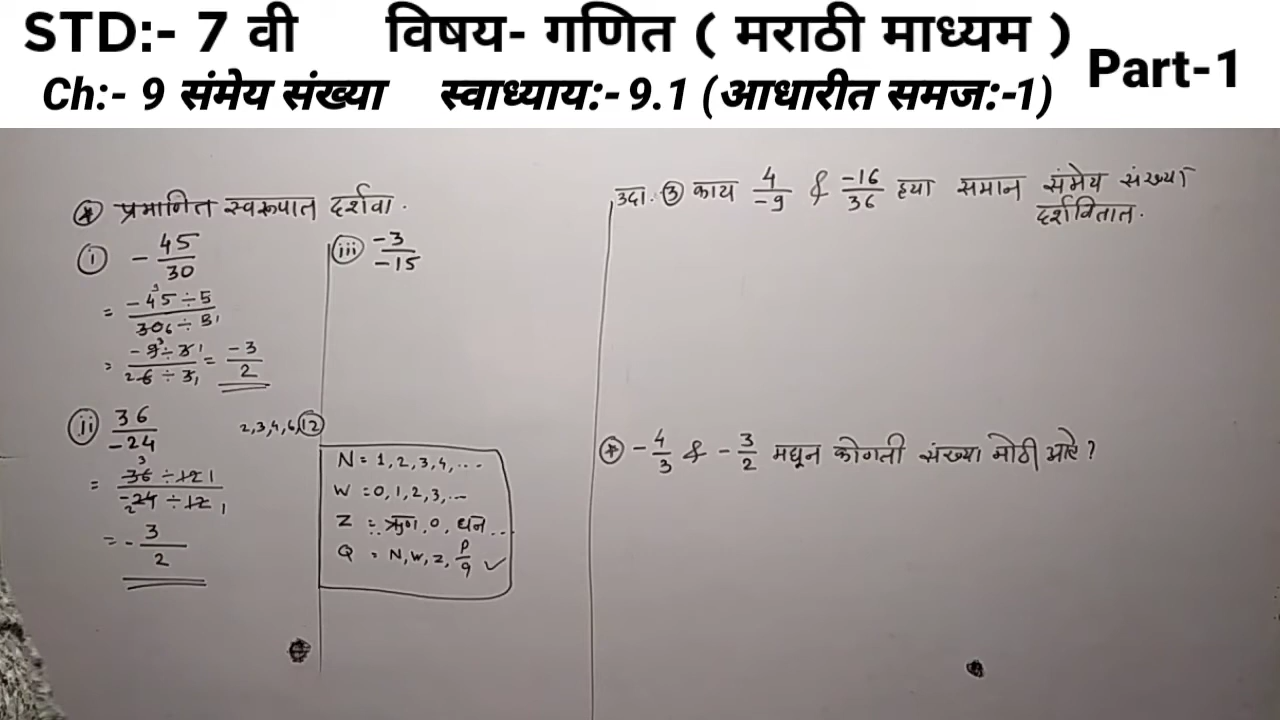 STD:- 7 वी विषय- गणित ( मराठी माध्यम )
Part-1
Ch:- 9 संमेय संख्या स्वाध्याय:- 9.1 (आधारीत समज:-1)
* प्रमाणित स्वरूपात दर्शवा.
(i) - 45/30
= -45 ÷ 5 / 30 ÷ 5
= -9 ÷ 3 / 6 ÷ 3 = -3/2
(ii) 36/-24
2,3,4,6,12
= 36 ÷ 12 / -24 ÷ 12
= - 3/2
(iii) -3/-15
N = 1, 2, 3, 4, ...
W = 0, 1, 2, 3, ...
Z = ... ऋण, 0, धन ...
Q = N, W, Z, P/q ✓
उदा. (3) काय 4/-9 & -16/36 ह्या समान संमेय संख्या
दर्शवितात.
* - 4/3 & - 3/2 मधून कोणती संख्या मोठी आहे ?